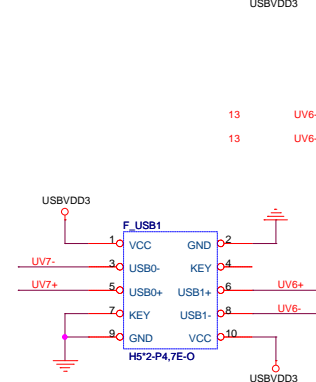 USBVDD3
13 UV6-
13 UV6-
USBVDD3
F_USB1
1 VCC GND 2
UV7- 3 USB0- KEY 4
UV7+ 5 USB0+ USB1+ 6 UV6+
7 KEY USB1- 8 UV6-
9 GND VCC 10
H5*2-P4,7E-O
USBVDD3